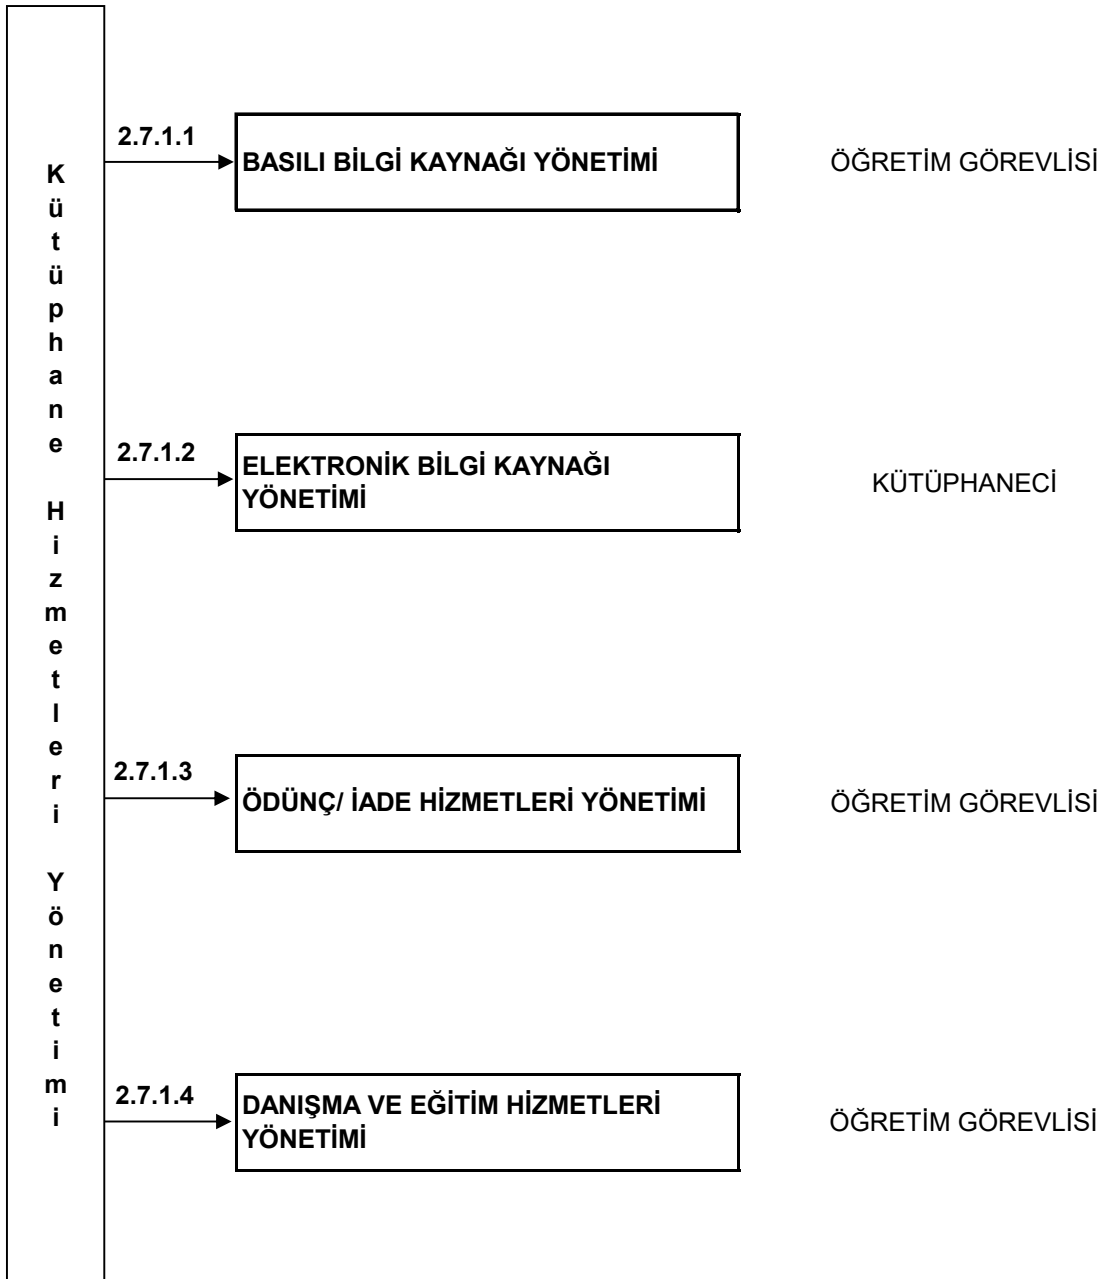 Kütüphane Hizmetleri Yönetimi
2.7.1.1
BASILI BİLGİ KAYNAĞI YÖNETİMİ
ÖĞRETİM GÖREVLİSİ
2.7.1.2
ELEKTRONİK BİLGİ KAYNAĞI
YÖNETİMİ
KÜTÜPHANECİ
2.7.1.3
ÖDÜNÇ/ İADE HİZMETLERİ YÖNETİMİ
ÖĞRETİM GÖREVLİSİ
2.7.1.4
DANIŞMA VE EĞİTİM HİZMETLERİ
YÖNETİMİ
ÖĞRETİM GÖREVLİSİ